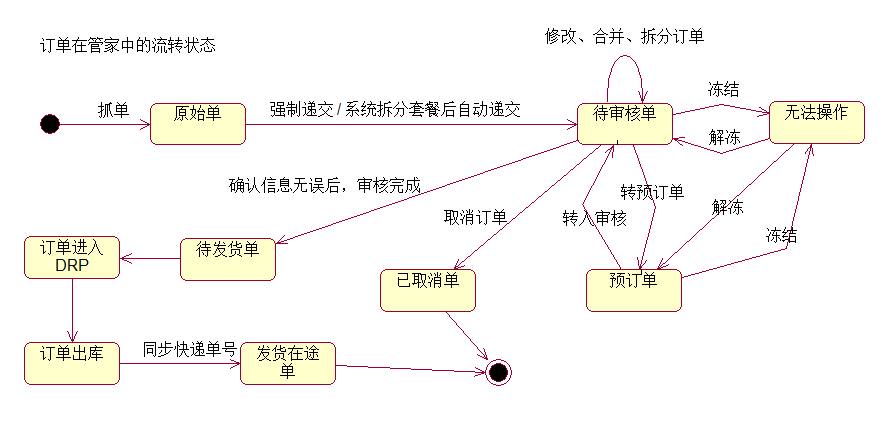 修改、合并、拆分订单
订单在管家中的流转状态
冻结
抓单
原始单
强制递交 / 系统拆分套餐后自动递交
待审核单
无法操作
解冻
确认信息无误后，审核完成
转预订单
取消订单
转入审核
解冻
冻结
订单进入
DRP
待发货单
已取消单
预订单
订单出库
同步快递单号
发货在途
单